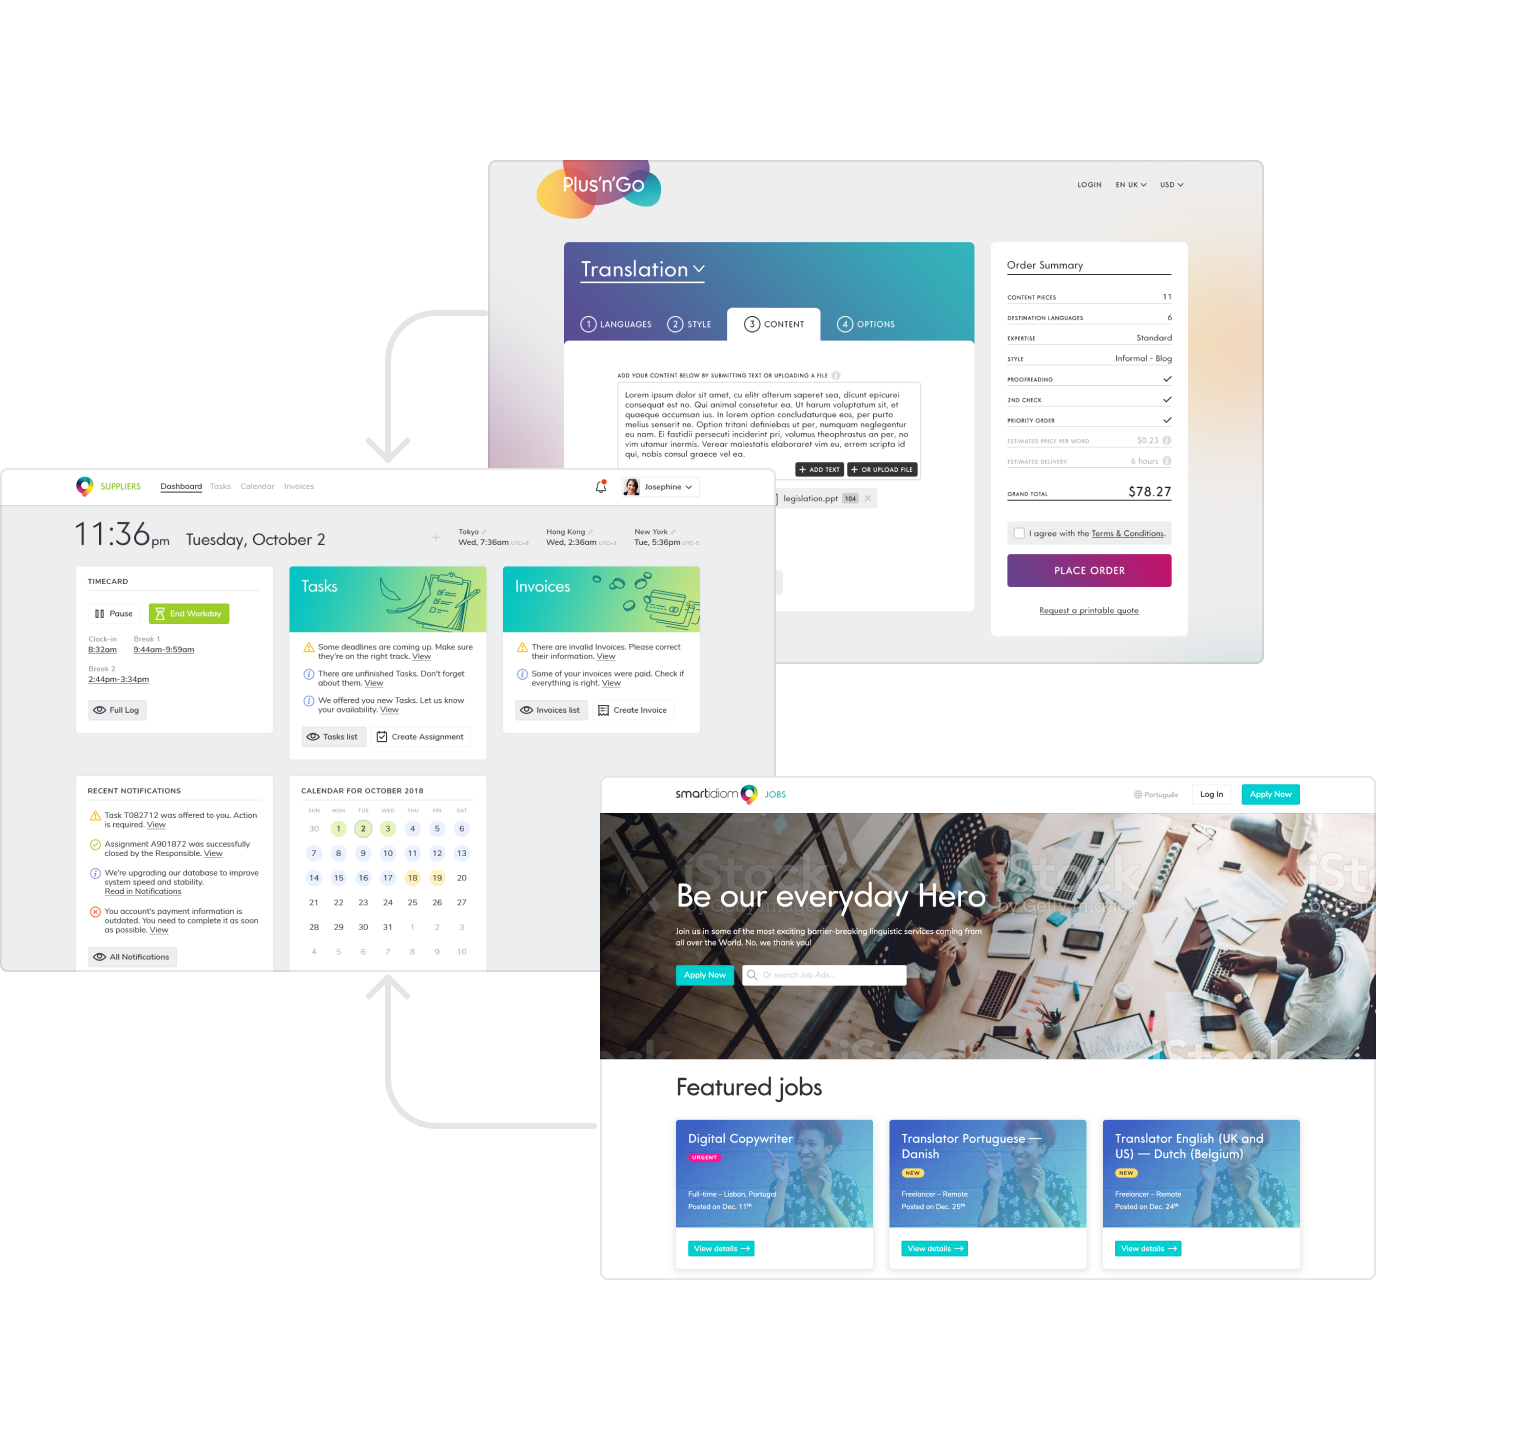 Plus'n'Go
LOGIN EN UK USD
Translation
1 LANGUAGES 2 STYLE 3 CONTENT 4 OPTIONS
ADD YOUR CONTENT BELOW BY SUBMITTING TEXT OR UPLOADING A FILE i
Lorem ipsum dolor sit amet, cu elitr alterum saperet sea, dicunt epicurei
consequat est no. Qui animal consetetur ea. Ut harum voluptatum sit, et
quaeque accumsan ius. In lorem option concludaturque eos, per purto
melius senserit ne. Option tritani definiebas ut per, numquam neglegentur
eu nam. Ei fastidii persecuti inciderint pri, volumus theophrastus an per, no
vim utamur inermis. Verear maiestatis elaboraret vim eu, errem scripta id
qui, nobis consul graece vel ea.
+ ADD TEXT + OR UPLOAD FILE
legislation.ppt 104 ×
Order Summary
CONTENT PIECES 11
DESTINATION LANGUAGES 6
EXPERTISE Standard
STYLE Informal - Blog
PROOFREADING
2ND CHECK
PRIORITY ORDER
ESTIMATED PRICE PER WORD $0.23 i
ESTIMATED DELIVERY 6 hours i
GRAND TOTAL $78.27
I agree with the Terms & Conditions.
PLACE ORDER
Request a printable quote
SUPPLIERS Dashboard Tasks Calendar Invoices Josephine
11:36pm Tuesday, October 2
+
Tokyo
Wed, 7:36am UTC+8
Hong Kong
Wed, 2:36am UTC+3
New York
Tue, 5:36pm UTC-5
TIMECARD
Pause End Workday
Clock-in Break 1
8:32am 9:44am-9:59am
Break 2
2:44pm-3:34pm
Full Log
Tasks
Some deadlines are coming up. Make sure
they're on the right track. View
There are unfinished Tasks. Don't forget
about them. View
We offered you new Tasks. Let us know
your availability. View
Tasks list Create Assignment
Invoices
There are invalid Invoices. Please correct
their information. View
Some of your invoices were paid. Check if
everything is right. View
Invoices list Create Invoice
RECENT NOTIFICATIONS
Task T082712 was offered to you. Action
is required. View
Assignment A901872 was successfully
closed by the Responsible. View
We're upgrading our database to improve
system speed and stability.
Read in Notifications
You account's payment information is
outdated. You need to complete it as soon
as possible. View
All Notifications
CALENDAR FOR OCTOBER 2018
SUN MON TUE WED THU FRI SAT
30 1 2 3 4 5 6
7 8 9 10 11 12 13
14 15 16 17 18 19 20
21 22 23 24 25 26 27
28 29 30 31 1 2 3
4 5 6 7 8 9 10
smartidiom JOBS
Português Log In Apply Now
iStock
by Getty Images
Be our everyday Hero
Join us in some of the most exciting barrier-breaking linguistic services coming from
all over the World. No, we thank you!
Apply Now Or search Job Ads...
iStock
Featured jobs
Digital Copywriter
URGENT
Full-time – Lisbon, Portugal
Posted on Dec. 11th
View details →
Translator Portuguese —
Danish
NEW
Freelancer – Remote
Posted on Dec. 25th
View details →
Translator English (UK and
US) — Dutch (Belgium)
NEW
Freelancer – Remote
Posted on Dec. 24th
View details →